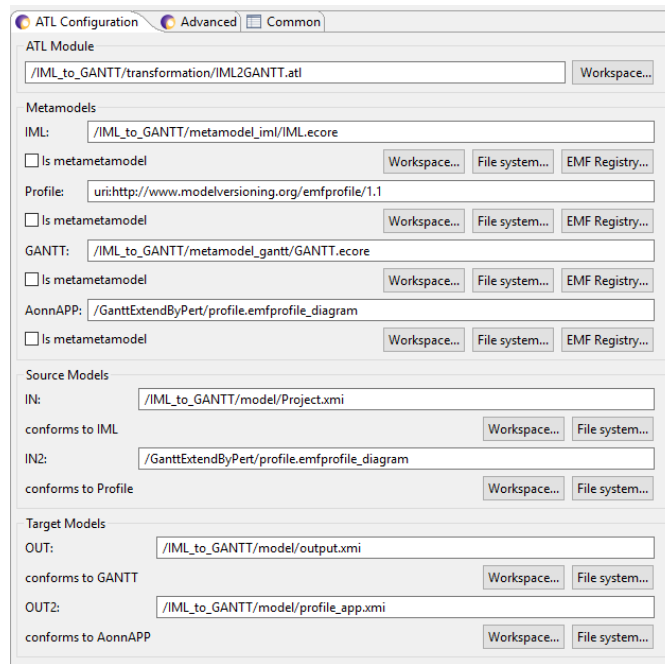 ATL Configuration Advanced Common
ATL Module
/IML_to_GANTT/transformation/IML2GANTT.atl Workspace...
Metamodels
IML: /IML_to_GANTT/metamodel_iml/IML.ecore
Is metametamodel Workspace... File system... EMF Registry...
Profile: uri:http://www.modelversioning.org/emfprofile/1.1
Is metametamodel Workspace... File system... EMF Registry...
GANTT: /IML_to_GANTT/metamodel_gantt/GANTT.ecore
Is metametamodel Workspace... File system... EMF Registry...
AonnAPP: /GanttExtendByPert/profile.emfprofile_diagram
Is metametamodel Workspace... File system... EMF Registry...
Source Models
IN: /IML_to_GANTT/model/Project.xmi
conforms to IML Workspace... File system...
IN2: /GanttExtendByPert/profile.emfprofile_diagram
conforms to Profile Workspace... File system...
Target Models
OUT: /IML_to_GANTT/model/output.xmi
conforms to GANTT Workspace... File system...
OUT2: /IML_to_GANTT/model/profile_app.xmi
conforms to AonnAPP Workspace... File system...